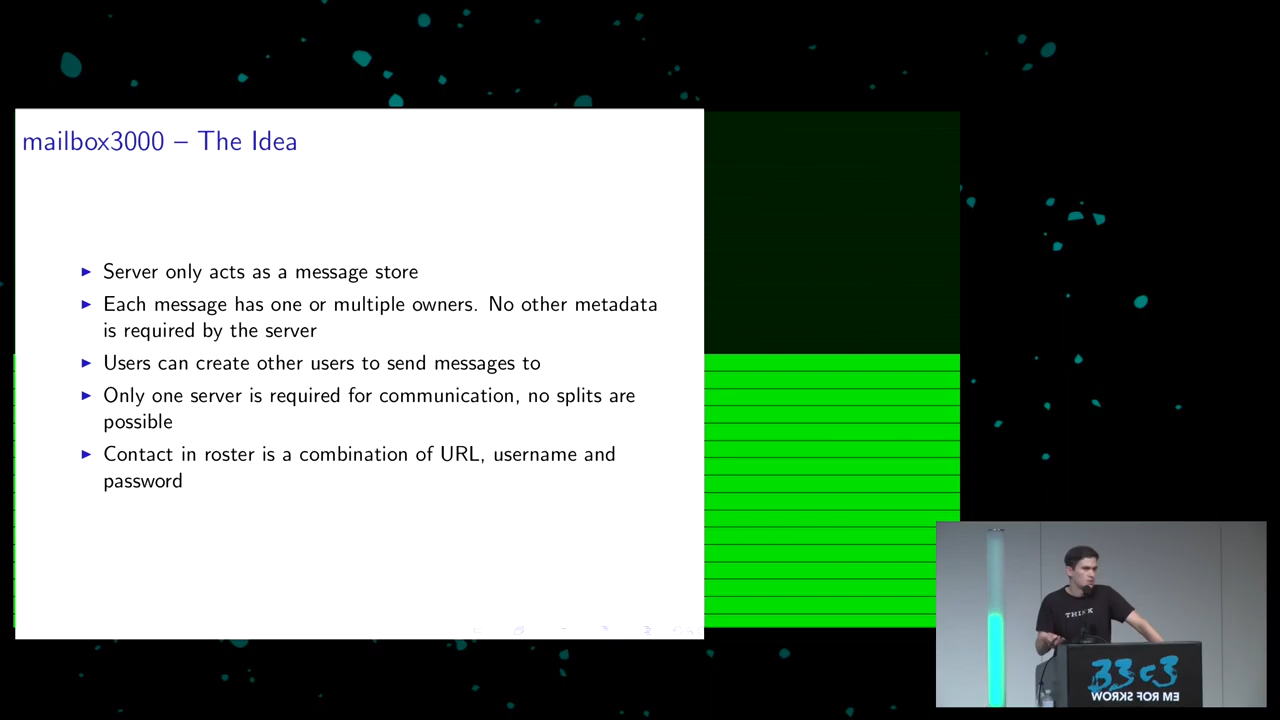 mailbox3000 – The Idea
Server only acts as a message store
Each message has one or multiple owners. No other metadata
is required by the server
Users can create other users to send messages to
Only one server is required for communication, no splits are
possible
Contact in roster is a combination of URL, username and
password
THINK
33c3
WORKS FOR ME